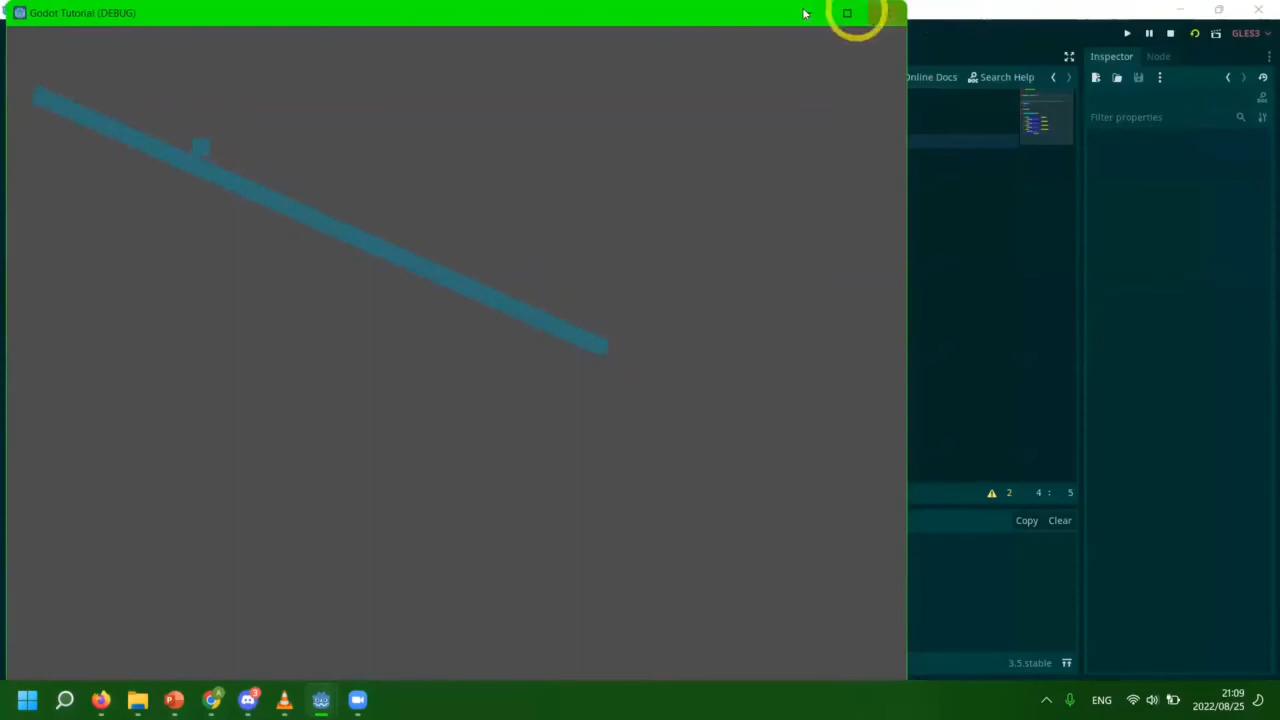 Godot Tutorial (DEBUG)
GLES3
Inspector
Node
Online Docs
Search Help
Filter properties
2
4 :
5
Copy
Clear
3.5.stable
A
3
ENG
21:09
2022/08/25